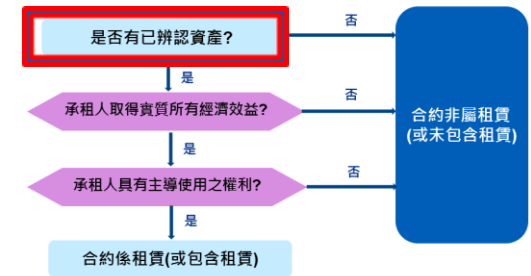 是否有已辨認資產?
否
是
承租人取得實質所有經濟效益?
否
合約非屬租賃
(或未包含租賃)
是
承租人具有主導使用之權利?
否
是
合約係租賃(或包含租賃)